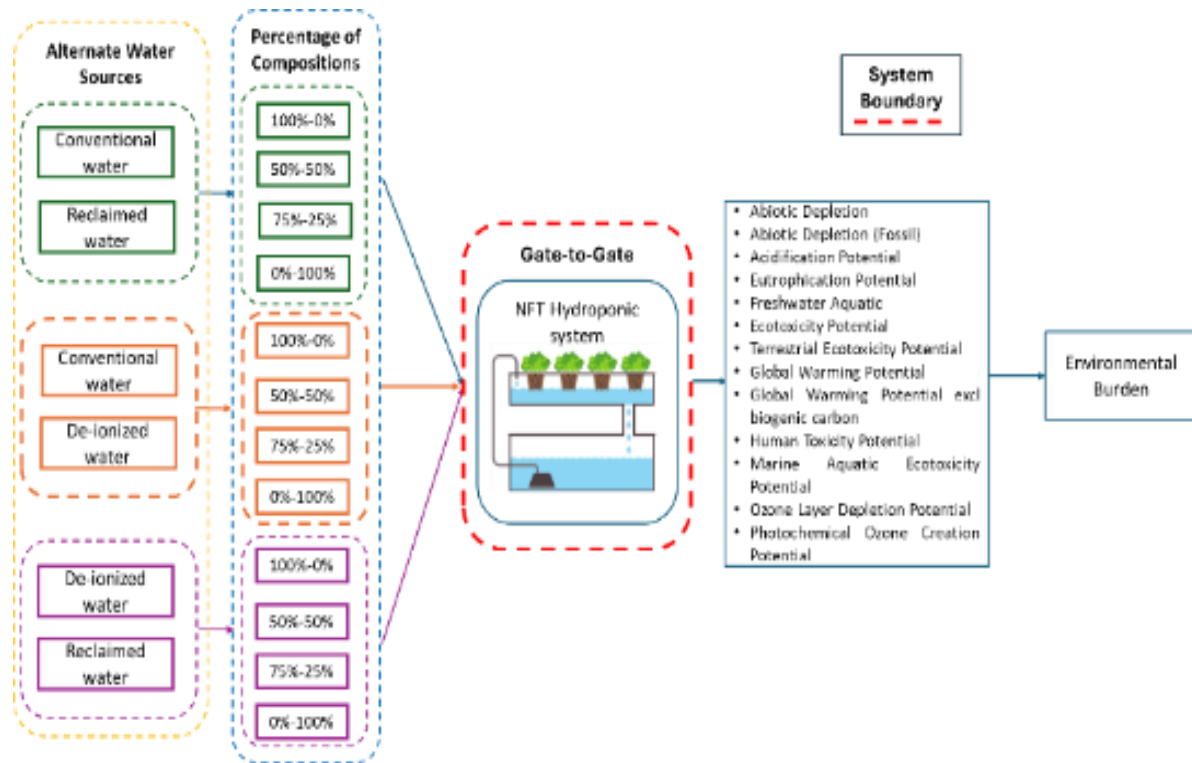 Alternate Water
Sources
Conventional
water
Reclaimed
water
Conventional
water
De-ionized
water
De-ionized
water
Reclaimed
water
Percentage of
Compositions
100%-0%
50%-50%
75%-25%
0%-100%
100%-0%
50%-50%
75%-25%
0%-100%
100%-0%
50%-50%
75%-25%
0%-100%
Gate-to-Gate
NFT Hydroponic
system
System
Boundary
• Abiotic Depletion
• Abiotic Depletion (Fossil)
• Acidification Potential
• Eutrophication Potential
• Freshwater Aquatic
• Ecotoxicity Potential
• Terrestrial Ecotoxicity Potential
• Global Warming Potential
• Global Warming Potential excl
biogenic carbon
• Human Toxicity Potential
• Marine Aquatic Ecotoxicity
Potential
• Ozone Layer Depletion Potential
• Photochemical Ozone Creation
Potential
Environmental
Burden